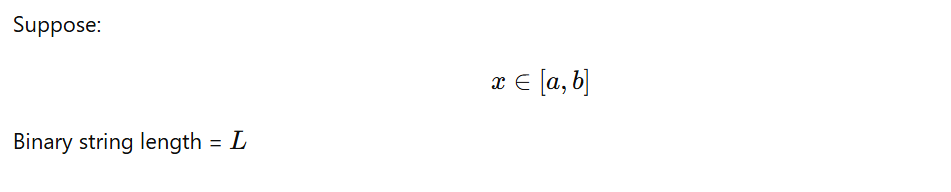 Suppose:
x ∈ [a, b]
Binary string length = L